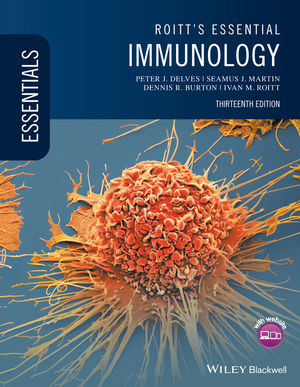 Essentials
ROITT'S ESSENTIAL
IMMUNOLOGY
PETER J. DELVES | SEAMUS J. MARTIN
DENNIS R. BURTON | IVAN M. ROITT
THIRTEENTH EDITION
with website
WILEY Blackwell